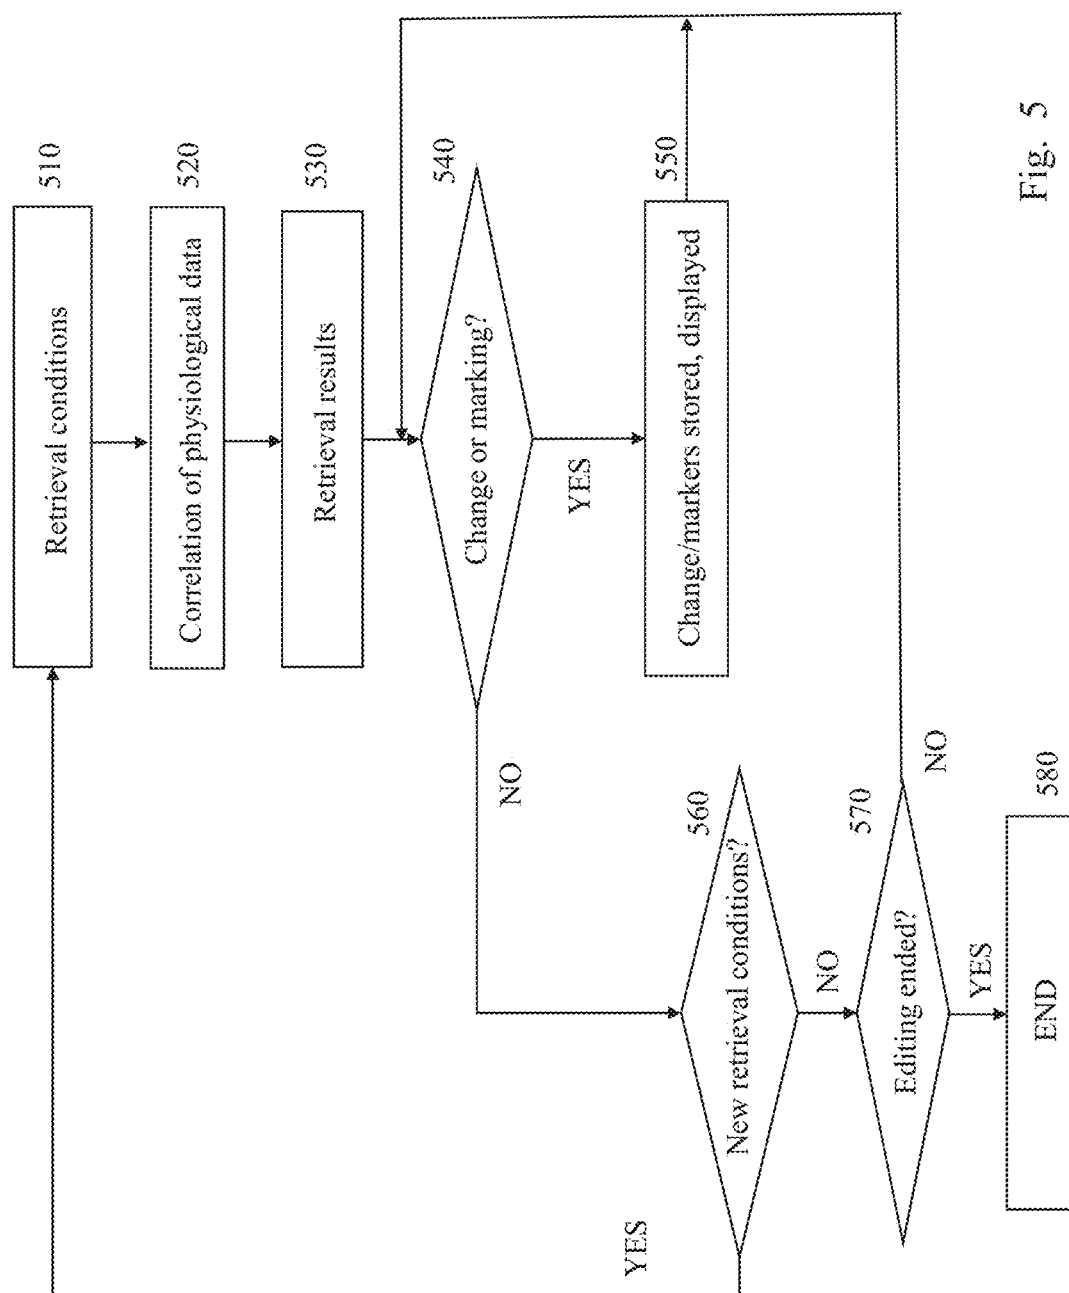 510
Retrieval conditions
520
Correlation of physiological data
530
Retrieval results
540
Change or marking?
YES
550
Change/markers stored, displayed
NO
560
New retrieval conditions?
YES
NO
570
Editing ended?
NO
YES
580
END
Fig. 5